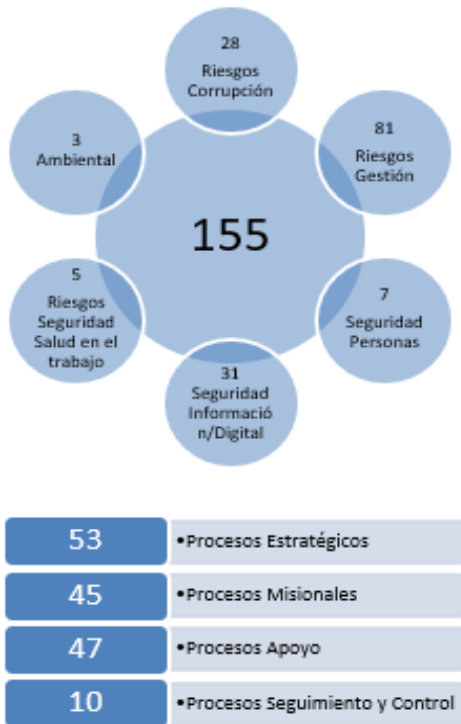 28
Riesgos
Corrupción
81
Riesgos
Gestión
7
Seguridad
Personas
31
Seguridad
Informació
n/Digital
5
Riesgos
Seguridad
Salud en el
trabajo
3
Ambiental
155
53 •Procesos Estratégicos
45 •Procesos Misionales
47 •Procesos Apoyo
10 •Procesos Seguimiento y Control